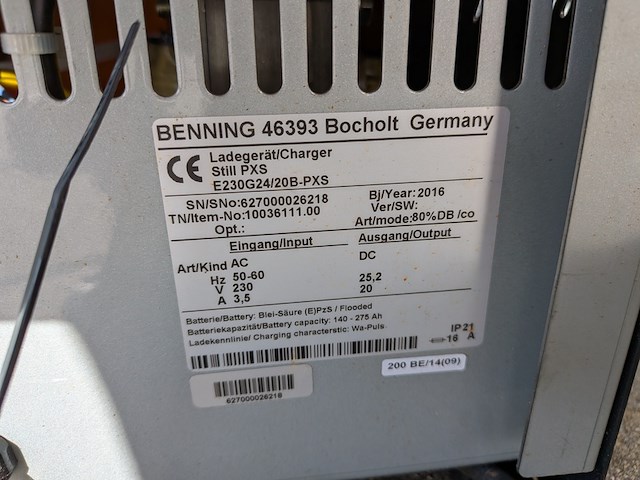 BENNING 46393 Bocholt Germany
CE
Ladegerät/Charger
Still PXS
E230G24/20B-PXS
SN/SNo:627000026218 Bj/Year: 2016
TN/Item-No:10036111.00 Ver/SW:
Opt.: Art/mode:80%DB /co
Eingang/Input Ausgang/Output
Art/Kind AC DC
Hz 50-60
V 230 25,2
A 3,5 20
Batterie/Battery: Blei-Säure (E)PzS / Flooded
Batteriekapazität/Battery capacity: 140 - 275 Ah
Ladekennlinie/ Charging characterstic: Wa-Puls
IP21
16 A
200 BE/14(09)
627000026218